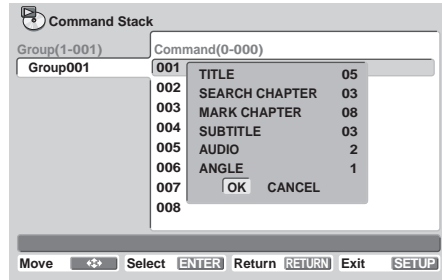 Command Stack
Group(1-001) Command(0-000)
Group001
001
002
003
004
005
006
007
008
TITLE 05
SEARCH CHAPTER 03
MARK CHAPTER 08
SUBTITLE 03
AUDIO 2
ANGLE 1
OK CANCEL
Move Select ENTER Return RETURN Exit SETUP